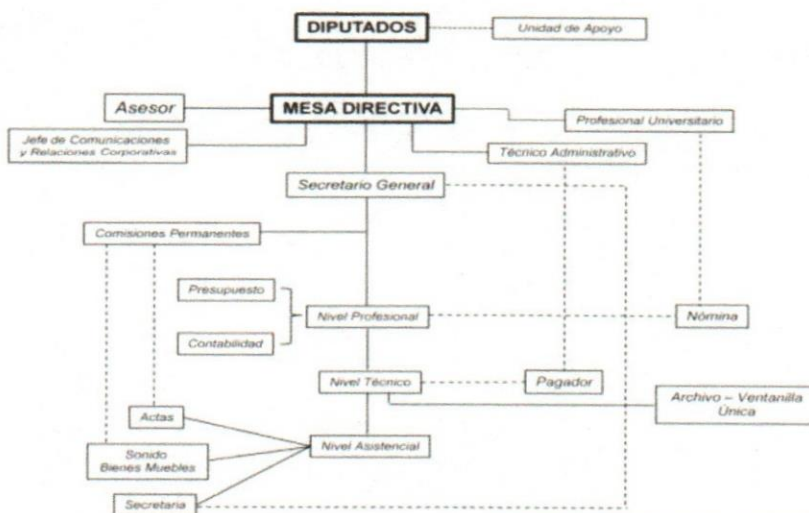 DIPUTADOS
Unidad de Apoyo
Asesor
MESA DIRECTIVA
Profesional Universitario
Jefe de Comunicaciones
y Relaciones Corporativas
Técnico Administrativo
Secretario General
Comisiones Permanentes
Presupuesto
Nivel Profesional
Nómina
Contabilidad
Nivel Técnico
Pagador
Archivo – Ventanilla
Única
Actas
Nivel Asistencial
Sonido
Bienes Muebles
Secretaria